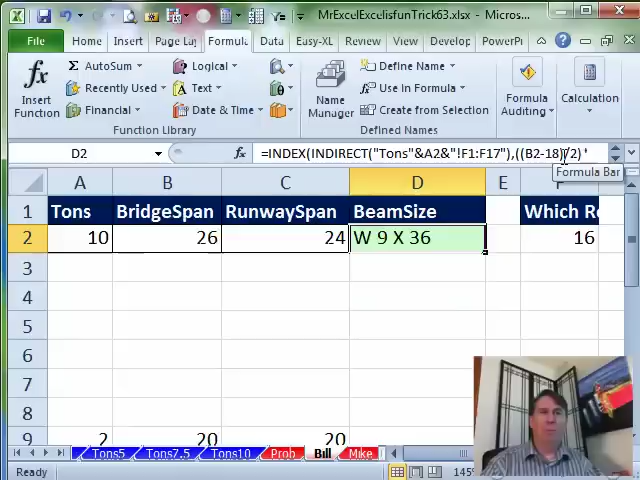 MrExcelExcelisfunTrick63.xlsx - Micros...
File Home Insert Page Lay Formula Data Easy-XL Review View Develop PowerPi
AutoSum
Recently Used
Financial
Logical
Text
Date & Time
Insert Function
Function Library
Name Manager
Define Name
Use in Formula
Create from Selection
Defined Names
Formula Auditing
Calculation
D2 fx =INDEX(INDIRECT("Tons"&A2&"!F1:F17"),((B2-18)/2)*
Formula Bar
A B C D
1 Tons BridgeSpan RunwaySpan BeamSize Which Ro
2 10 26 24 W 9 X 36 16
3
4
5
6
7
8
9 2 20 20
Tons5 Tons7.5 Tons10 Prob Bill Mike
Ready 145%